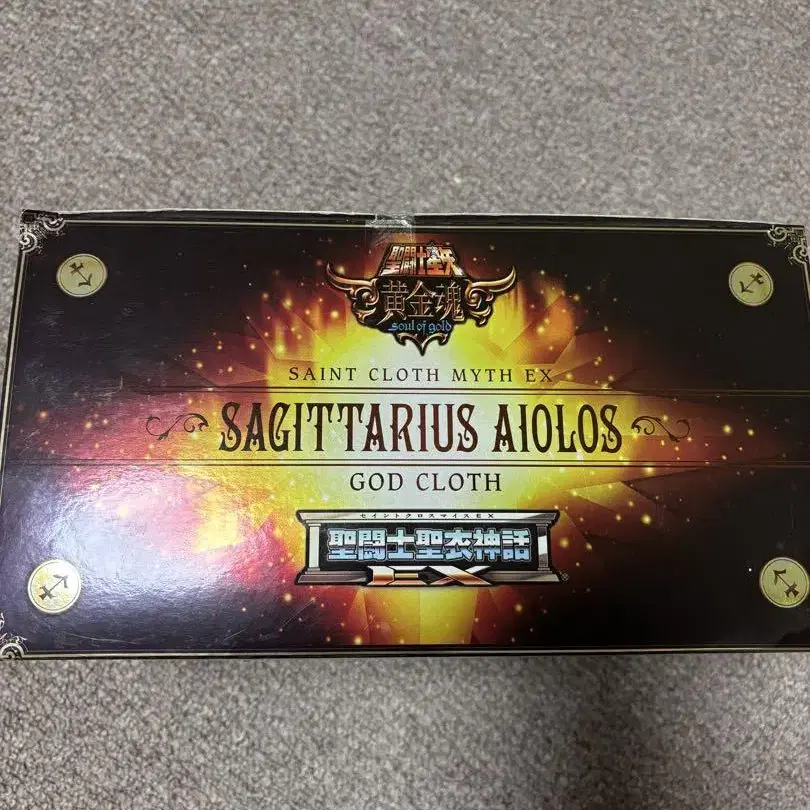 聖闘士星矢
黄金魂
soul of gold
SAINT CLOTH MYTH EX
SAGITTARIUS AIOLOS
GOD CLOTH
セイントクロスマイスEX
聖闘士聖衣神話
EX
®